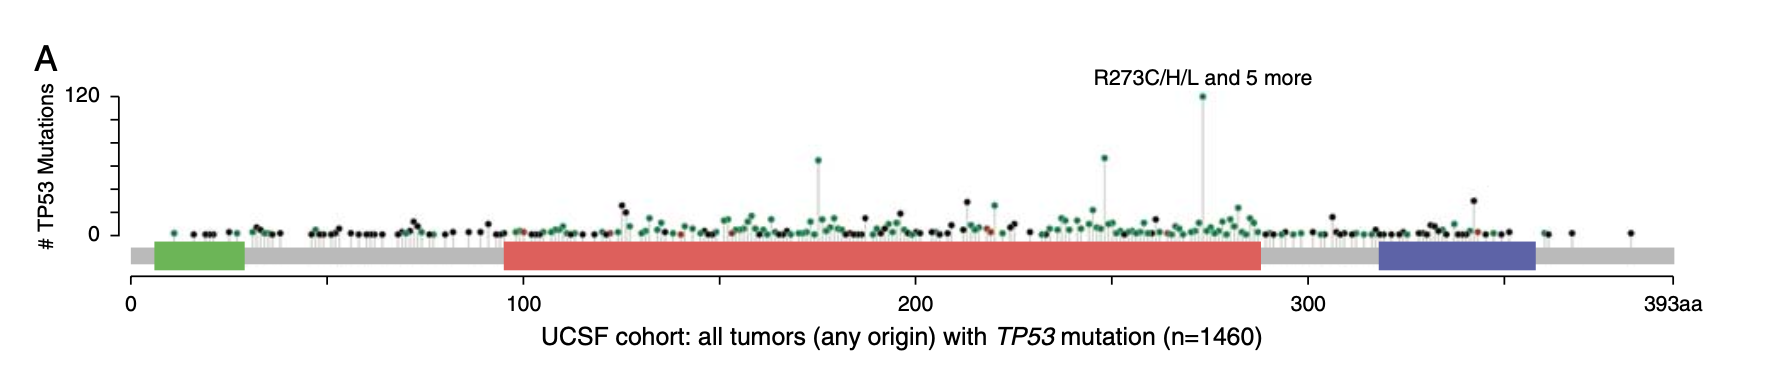 A
R273C/H/L and 5 more
120
# TP53 Mutations
0
0 100 200 300 393aa
UCSF cohort: all tumors (any origin) with TP53 mutation (n=1460)